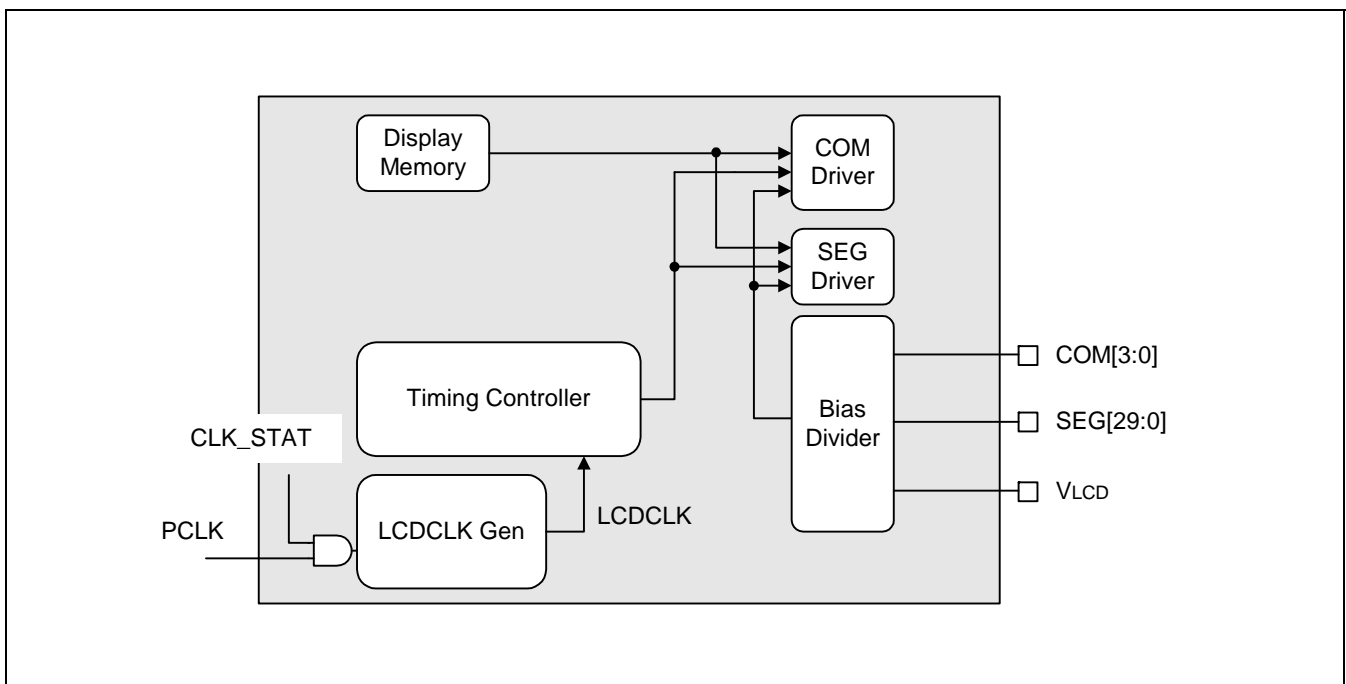 Display
Memory
COM
Driver
SEG
Driver
Timing Controller
Bias
Divider
COM[3:0]
SEG[29:0]
VLCD
CLK_STAT
PCLK
LCDCLK Gen
LCDCLK